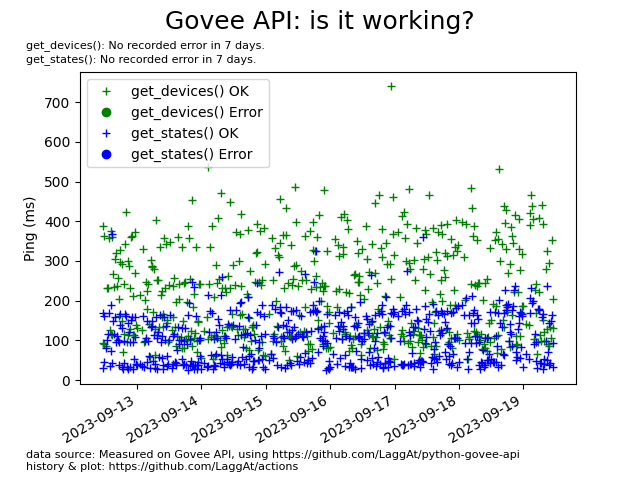 Govee API: is it working?
get_devices(): No recorded error in 7 days.
get_states(): No recorded error in 7 days.
get_devices() OK
get_devices() Error
get_states() OK
get_states() Error
Ping (ms)
700
600
500
400
300
200
100
0
2023-09-13
2023-09-14
2023-09-15
2023-09-16
2023-09-17
2023-09-18
2023-09-19
data source: Measured on Govee API, using https://github.com/LaggAt/python-govee-api
history & plot: https://github.com/LaggAt/actions